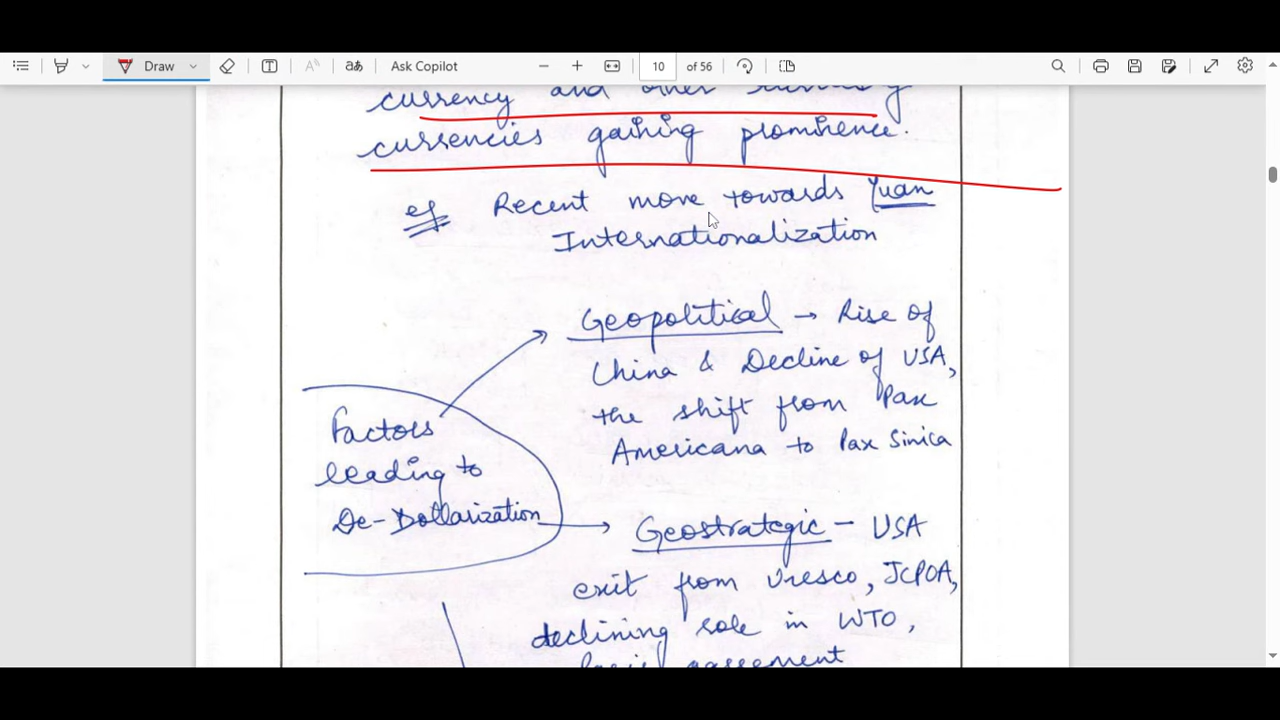 Draw
Ask Copilot
10 of 56
currency and other
currencies gaining prominence.
eg Recent move towards Yuan
Internationalization
Geopolitical → Rise of
China & Decline of USA,
the shift from Pax
Americana to Pax Sinica
Factors
leading to
De-Dollarization
Geostrategic - USA
exit from Unesco, JCPOA,
declining role in WTO,